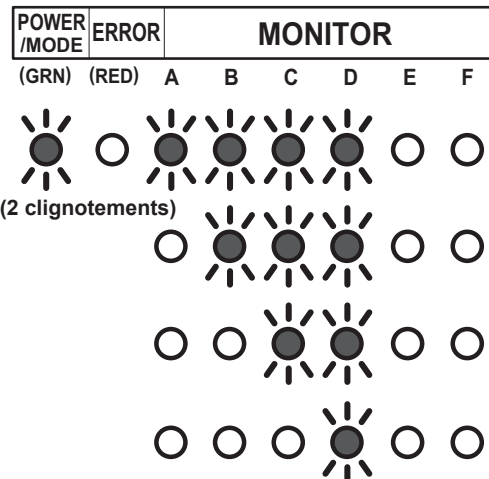 POWER /MODE ERROR MONITOR
(GRN) (RED) A B C D E F
(2 clignotements)